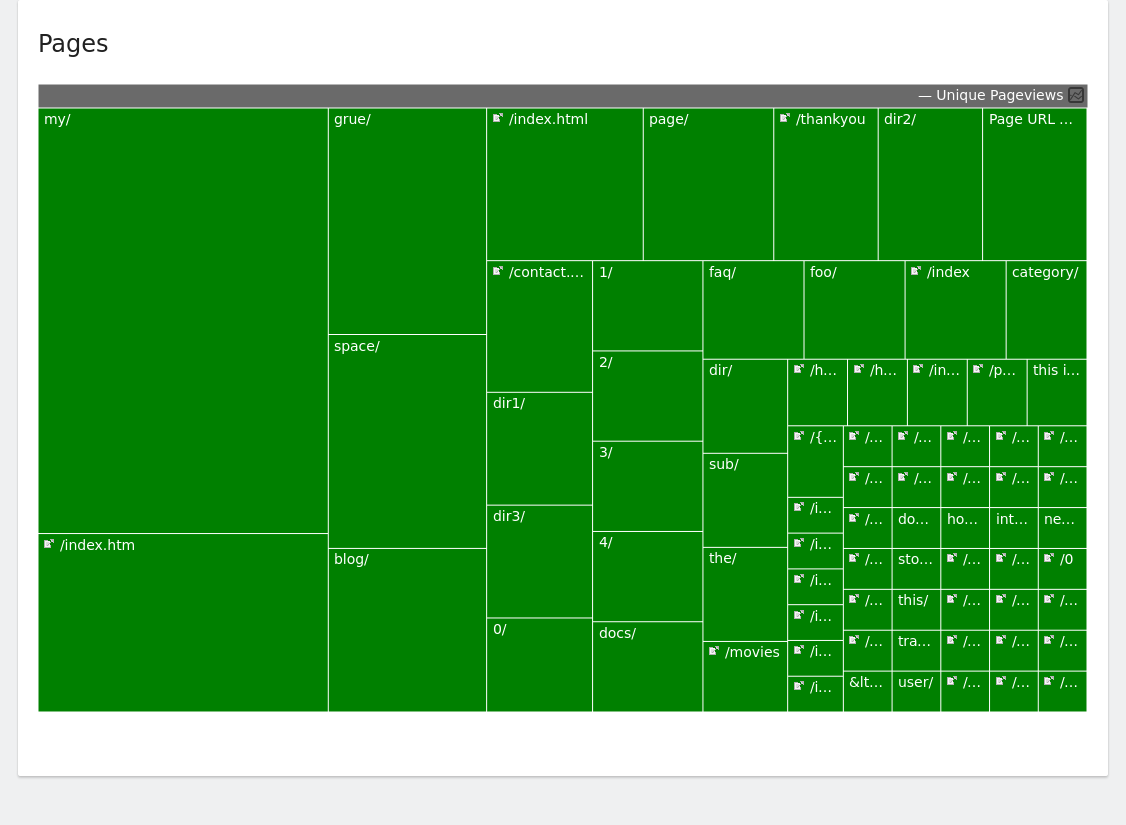 Pages
— Unique Pageviews
my/
grue/
/index.html
page/
/thankyou
dir2/
Page URL ...
/contact....
1/
faq/
foo/
/index
category/
space/
2/
dir/
/h...
/h...
/in...
/p...
this i...
dir1/
/{...
/...
/...
/...
/...
/...
3/
sub/
/...
/...
/...
/...
/...
/i...
dir3/
/...
do...
ho...
int...
ne...
/index.htm
4/
/i...
blog/
the/
/...
sto...
/...
/...
/0
/i...
/...
this/
/...
/...
/...
/i...
0/
docs/
/movies
/...
tra...
/...
/...
/...
/i...
/i...
&lt...
user/
/...
/...
/...